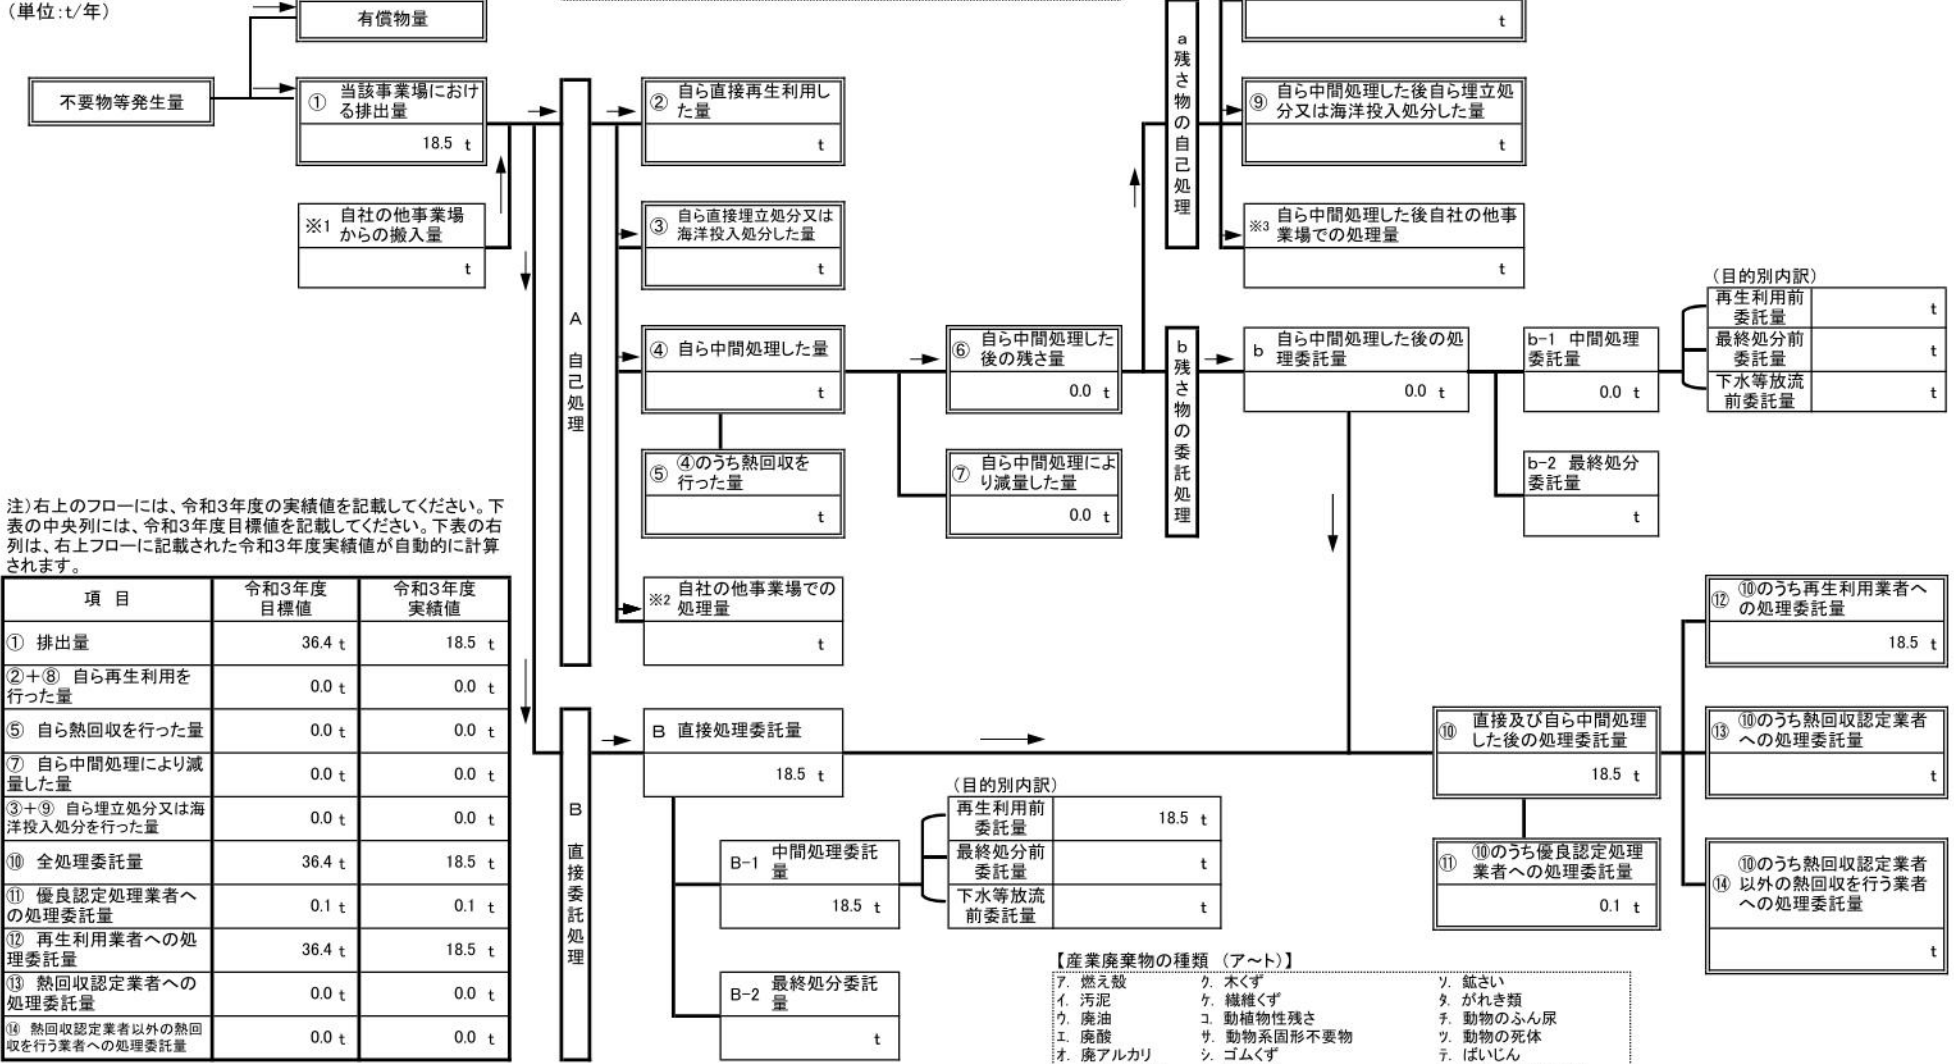 (単位:t/年)
有償物量
不要物等発生量
① 当該事業場におけ
る排出量
18.5 t
※1 自社の他事業場
からの搬入量
t
A 自己処理
② 自ら直接再生利用し
た量
t
③ 自ら直接埋立処分又は
海洋投入処分した量
t
④ 自ら中間処理した量
t
⑤ ④のうち熱回収を
行った量
t
※2 自社の他事業場での
処理量
t
⑥ 自ら中間処理した
後の残さ量
0.0 t
⑦ 自ら中間処理によ
り減量した量
0.0 t
a 残さ物の自己処理
t
⑨ 自ら中間処理した後自ら埋立処
分又は海洋投入処分した量
t
※3 自ら中間処理した後自社の他事
業場での処理量
t
b 残さ物の委託処理
b 自ら中間処理した後の処
理委託量
0.0 t
b-1 中間処理
委託量
0.0 t
b-2 最終処分
委託量
t
(目的別内訳)
再生利用前
委託量
t
最終処分前
委託量
t
下水等放流
前委託量
t
注)右上のフローには、令和3年度の実績値を記載してください。下
表の中央列には、令和3年度目標値を記載してください。下表の右
列は、右上フローに記載された令和3年度実績値が自動的に計算
されます。
項 目
令和3年度
目標値
令和3年度
実績値
① 排出量 36.4 t 18.5 t
②+⑧ 自ら再生利用を
行った量 0.0 t 0.0 t
⑤ 自ら熱回収を行った量 0.0 t 0.0 t
⑦ 自ら中間処理により減
量した量 0.0 t 0.0 t
③+⑨ 自ら埋立処分又は海
洋投入処分を行った量 0.0 t 0.0 t
⑩ 全処理委託量 36.4 t 18.5 t
⑪ 優良認定処理業者へ
の処理委託量 0.1 t 0.1 t
⑫ 再生利用業者への処
理委託量 36.4 t 18.5 t
⑬ 熱回収認定業者への
処理委託量 0.0 t 0.0 t
⑭ 熱回収認定業者以外の熱回
収を行う業者への処理委託量 0.0 t 0.0 t
B 直接委託処理
B 直接処理委託量
18.5 t
B-1 中間処理委託
量
18.5 t
B-2 最終処分委託
量
t
(目的別内訳)
再生利用前
委託量
18.5 t
最終処分前
委託量
t
下水等放流
前委託量
t
⑩ 直接及び自ら中間処理
した後の処理委託量
18.5 t
⑪ ⑩のうち優良認定処理
業者への処理委託量
0.1 t
⑫ ⑩のうち再生利用業者へ
の処理委託量
18.5 t
⑬ ⑩のうち熱回収認定業者
への処理委託量
t
⑭ ⑩のうち熱回収認定業者
以外の熱回収を行う業者
への処理委託量
t
【産業廃棄物の種類 (ア~ト)】
ア. 燃え殻 ク. 木くず ソ. 鉱さい
イ. 汚泥 ケ. 繊維くず タ. がれき類
ウ. 廃油 コ. 動植物性残さ チ. 動物のふん尿
エ. 廃酸 サ. 動物系固形不要物 ツ. 動物の死体
オ. 廃アルカリ シ. ゴムくず テ. ばいじん